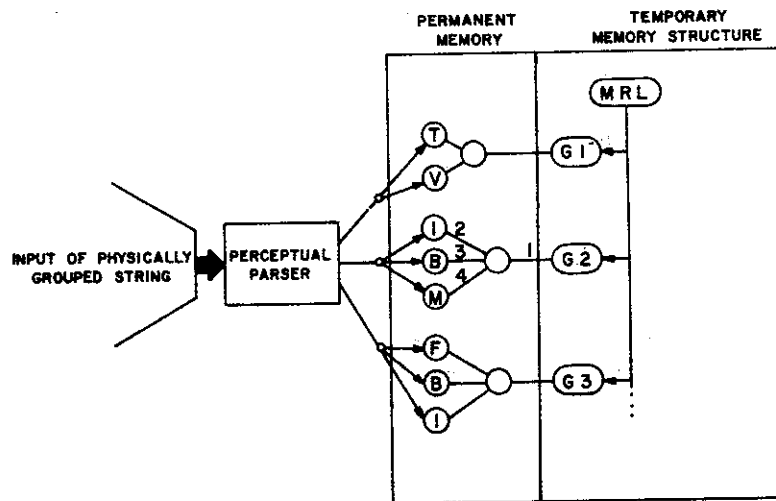 PERMANENT
MEMORY
TEMPORARY
MEMORY STRUCTURE
MRL
T
V
G1
INPUT OF PHYSICALLY
GROUPED STRING
PERCEPTUAL
PARSER
I 2
B 3
M 4
1
G2
F
B
I
G3